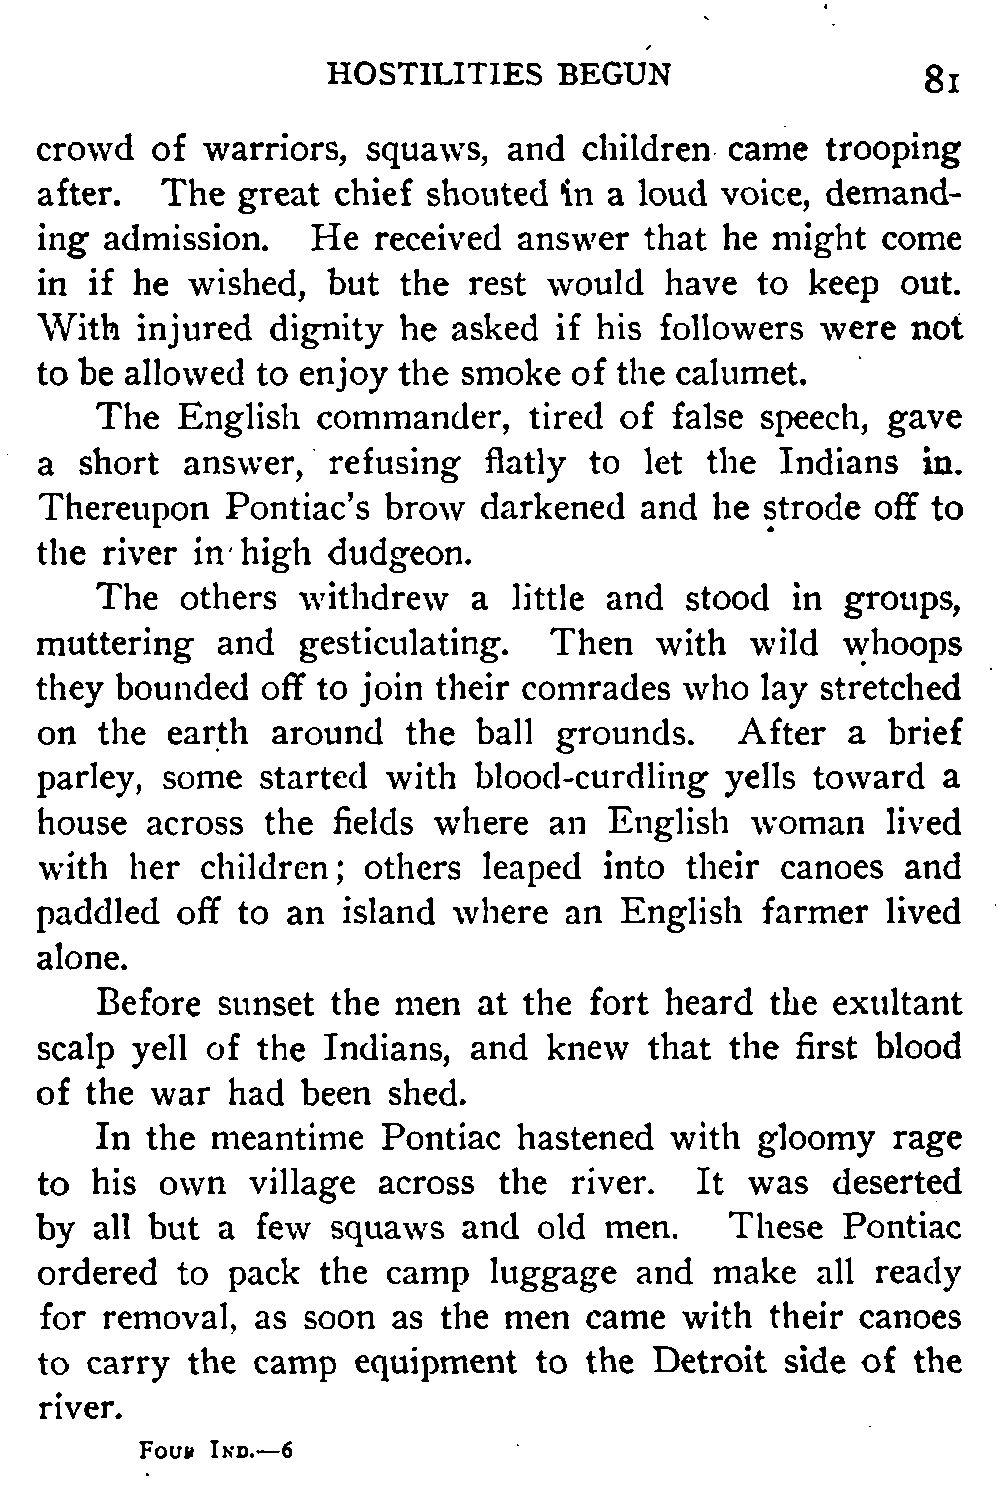 HOSTILITIES BEGUN 81
crowd of warriors, squaws, and children came trooping
after. The great chief shouted in a loud voice, demand-
ing admission. He received answer that he might come
in if he wished, but the rest would have to keep out.
With injured dignity he asked if his followers were not
to be allowed to enjoy the smoke of the calumet.
The English commander, tired of false speech, gave
a short answer, refusing flatly to let the Indians in.
Thereupon Pontiac's brow darkened and he strode off to
the river in high dudgeon.
The others withdrew a little and stood in groups,
muttering and gesticulating. Then with wild whoops
they bounded off to join their comrades who lay stretched
on the earth around the ball grounds. After a brief
parley, some started with blood-curdling yells toward a
house across the fields where an English woman lived
with her children; others leaped into their canoes and
paddled off to an island where an English farmer lived
alone.
Before sunset the men at the fort heard the exultant
scalp yell of the Indians, and knew that the first blood
of the war had been shed.
In the meantime Pontiac hastened with gloomy rage
to his own village across the river. It was deserted
by all but a few squaws and old men. These Pontiac
ordered to pack the camp luggage and make all ready
for removal, as soon as the men came with their canoes
to carry the camp equipment to the Detroit side of the
river.
FOUR IND.—6